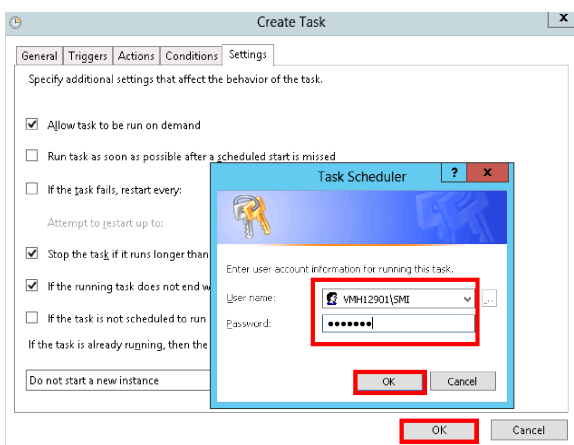 Create Task
x
General Triggers Actions Conditions Settings
Specify additional settings that affect the behavior of the task.
Allow task to be run on demand
Run task as soon as possible after a scheduled start is missed
If the task fails, restart every:
Attempt to restart up to:
Stop the task if it runs longer than
If the running task does not end w
If the task is not scheduled to run
If the task is already running, then the
Do not start a new instance
Task Scheduler
? x
Enter user account information for running this task.
User name: VMH12901\SMI ...
Password: •••••••
OK Cancel
OK Cancel